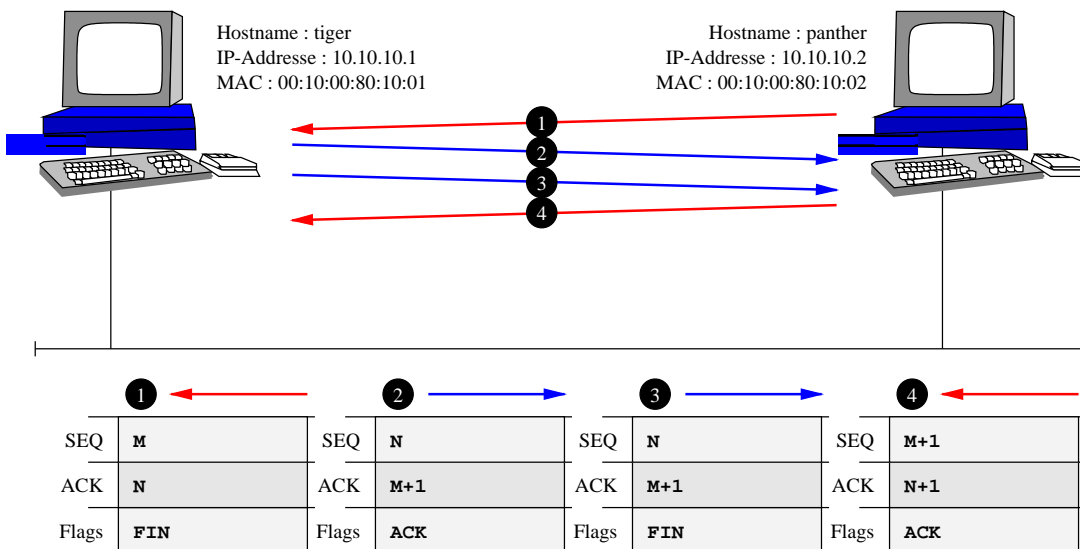 Hostname : tiger
IP-Addresse : 10.10.10.1
MAC : 00:10:00:80:10:01
Hostname : panther
IP-Addresse : 10.10.10.2
MAC : 00:10:00:80:10:02
1
2
3
4
1
2
3
4
SEQ M
ACK N
Flags FIN
SEQ N
ACK M+1
Flags ACK
SEQ N
ACK M+1
Flags FIN
SEQ M+1
ACK N+1
Flags ACK